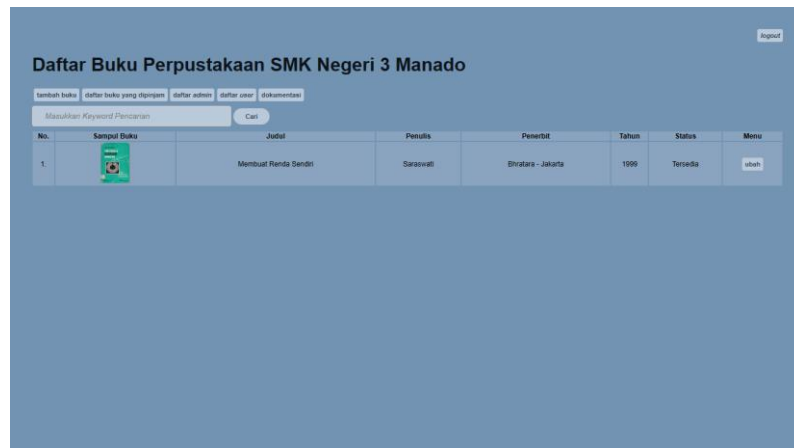 logout
Daftar Buku Perpustakaan SMK Negeri 3 Manado
tambah buku daftar buku yang dipinjam daftar admin daftar user dokumentasi
Masukkan Keyword Pencarian Cari
No. Sampul Buku Judul Penulis Penerbit Tahun Status Menu
1. Membuat Renda Sendiri Saraswati Bhratara - Jakarta 1999 Tersedia ubah